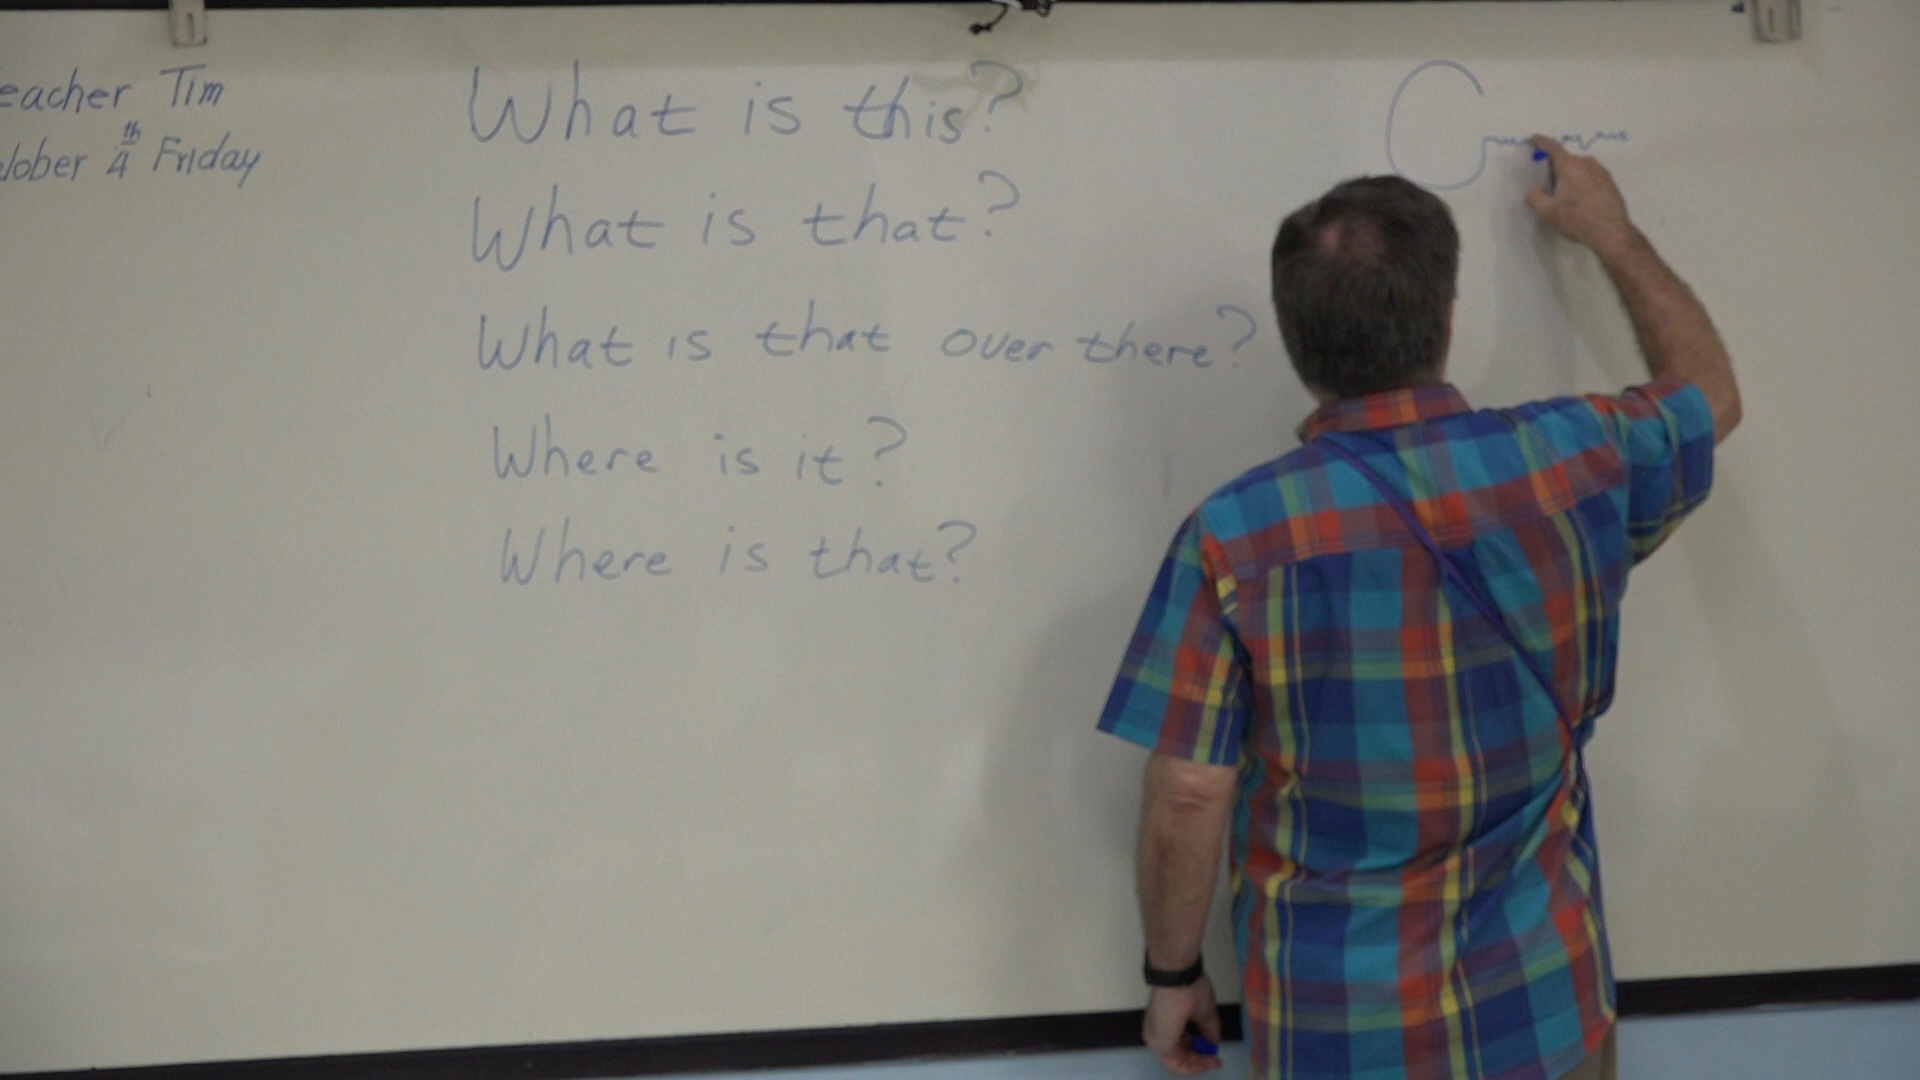 eacher Tim
ober 4th Friday
What is this?
What is that?
What is that over there?
Where is it?
Where is that?